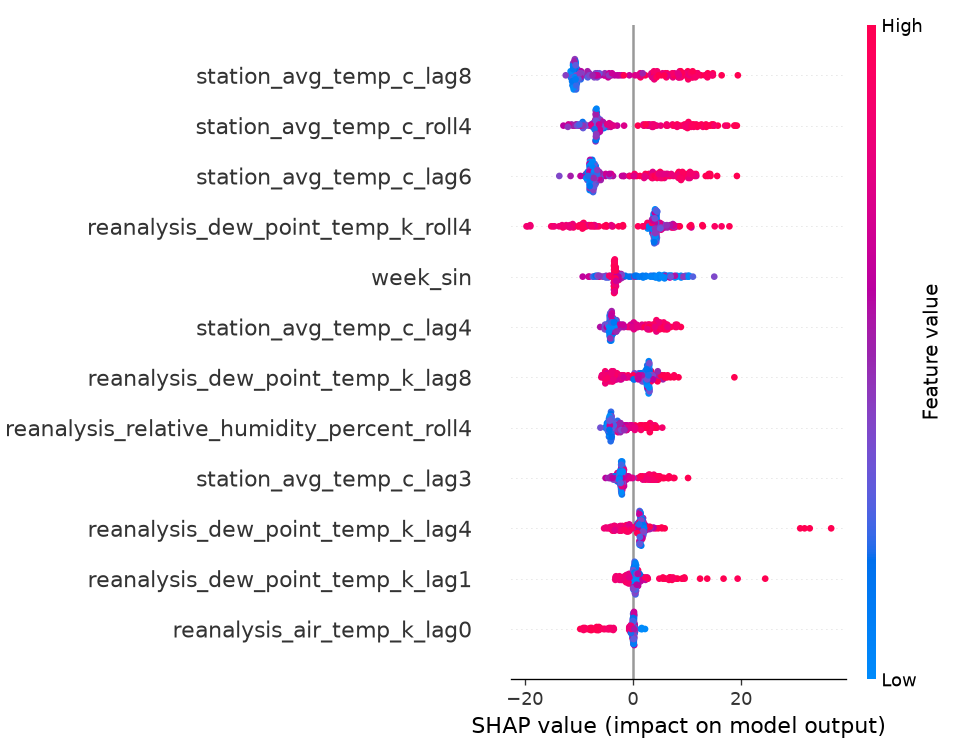 High
station_avg_temp_c_lag8
station_avg_temp_c_roll4
station_avg_temp_c_lag6
reanalysis_dew_point_temp_k_roll4
week_sin
station_avg_temp_c_lag4
reanalysis_dew_point_temp_k_lag8
reanalysis_relative_humidity_percent_roll4
station_avg_temp_c_lag3
reanalysis_dew_point_temp_k_lag4
reanalysis_dew_point_temp_k_lag1
reanalysis_air_temp_k_lag0
Feature value
Low
−20 0 20
SHAP value (impact on model output)